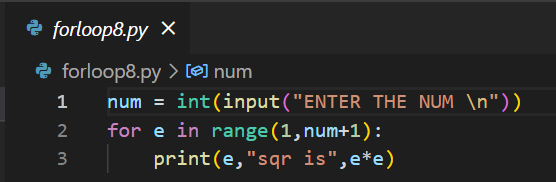 forloop8.py
forloop8.py > num
1 num = int(input("ENTER THE NUM \n"))
2 for e in range(1,num+1):
3     print(e,"sqr is",e*e)